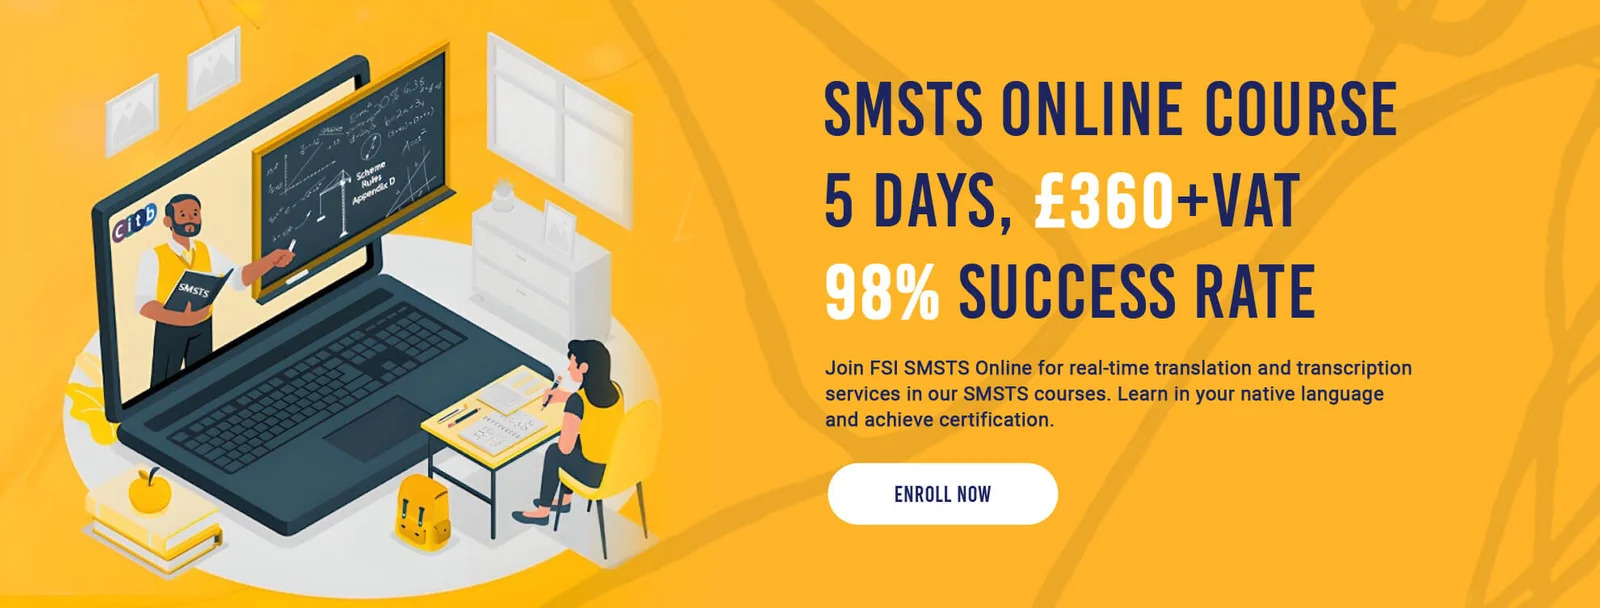 citb
SMSTS
Scheme
Rules
Appendix D
SMSTS ONLINE COURSE
5 DAYS, £360+VAT
98% SUCCESS RATE
Join FSI SMSTS Online for real-time translation and transcription
services in our SMSTS courses. Learn in your native language
and achieve certification.
ENROLL NOW